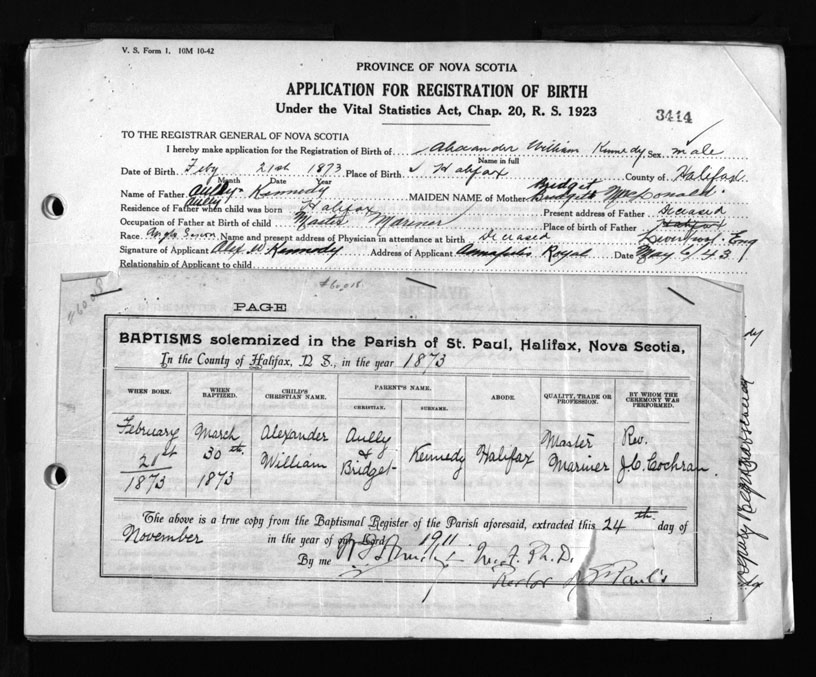 V. S. Form 1. 10M 10-42
PROVINCE OF NOVA SCOTIA
APPLICATION FOR REGISTRATION OF BIRTH
Under the Vital Statistics Act, Chap. 20, R. S. 1923
3414
TO THE REGISTRAR GENERAL OF NOVA SCOTIA
I hereby make application for the Registration of Birth of Alexander William Kennedy Sex male
Name in full
Date of Birth Feby 21st 1873 Place of Birth Halifax County of Halifax
Month Date Year
Name of Father Aully Kennedy MAIDEN NAME of Mother Bridget McDonald
Aully
Residence of Father when child was born Halifax Present address of Father Deceased
Occupation of Father at Birth of child Master Mariner Place of birth of Father Halifax
Race Anglo Saxon Name and present address of Physician in attendance at birth Deceased Liverpool, Eng
Signature of Applicant Alex W Kennedy Address of Applicant Annapolis Royal Date May 6/43
Relationship of Applicant to child
PAGE
BAPTISMS solemnized in the Parish of St. Paul, Halifax, Nova Scotia,
In the County of Halifax, N. S., in the year 1873
WHEN BORN. WHEN BAPTIZED. CHILD'S CHRISTIAN NAME. PARENT'S NAME. CHRISTIAN. SURNAME. ABODE. QUALITY, TRADE OR PROFESSION. BY WHOM THE CEREMONY WAS PERFORMED.
February 21st 1873 March 30th 1873 Alexander William Aully & Bridget Kennedy Halifax Master Mariner Rev. J.C. Cochran.
The above is a true copy from the Baptismal Register of the Parish aforesaid, extracted this 24th day of
November in the year of our Lord 1911
By me Ph.D.
Rector St Paul's
Deputy Registrar